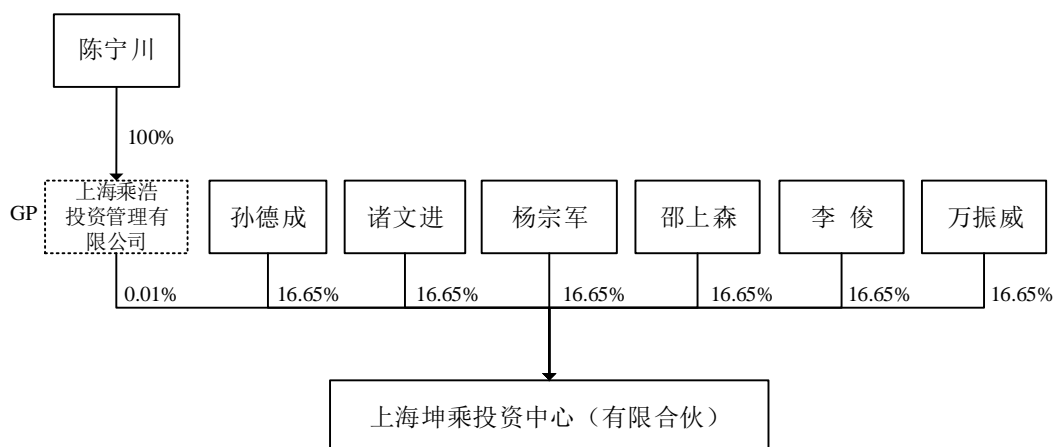 陈宁川
100%
GP
上海乘浩
投资管理有
限公司
孙德成
诸文进
杨宗军
邵上森
李 俊
万振威
0.01%
16.65%
16.65%
16.65%
16.65%
16.65%
16.65%
上海坤乘投资中心（有限合伙）